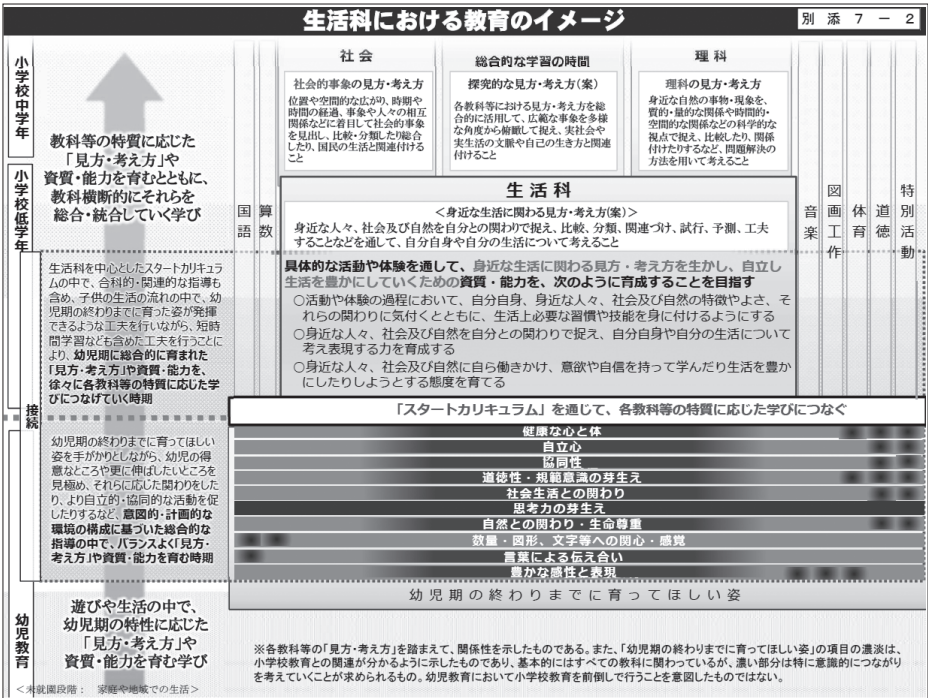 生活科における教育のイメージ
別添７－２
小学校中学年
教科等の特質に応じた
「見方・考え方」や
資質・能力を育むとともに、
教科横断的にそれらを
総合・統合していく学び
社会
社会的事象の見方・考え方
位置や空間的な広がり、時期や
時間の経過、事象や人々の相互
関係などに着目して社会的事象
を見出し、比較・分類したり総合
したり、国民の生活と関連付ける
こと
総合的な学習の時間
探究的な見方・考え方(案)
各教科等における見方・考え方を総
合的に活用して、広範な事象を多様
な角度から俯瞰して捉え、実社会や
実生活の文脈や自己の生き方と関連
付けること
理科
理科の見方・考え方
身近な自然の事物・現象を、
質的・量的な関係や時間的・
空間的な関係などの科学的な
視点で捉え、比較したり、関係
付けたりするなど、問題解決の
方法を用いて考えること
小学校低学年
国語
算数
生活科
＜身近な生活に関わる見方・考え方(案)＞
身近な人々、社会及び自然を自分との関わりで捉え、比較、分類、関連づけ、試行、予測、工夫
することなどを通して、自分自身や自分の生活について考えること
音楽
図画工作
体育
道徳
特別活動
具体的な活動や体験を通して、身近な生活に関わる見方・考え方を生かし、自立し
生活を豊かにしていくための資質・能力を、次のように育成することを目指す
○活動や体験の過程において、自分自身、身近な人々、社会及び自然の特徴やよさ、そ
れらの関わりに気付くとともに、生活上必要な習慣や技能を身に付けるようにする
○身近な人々、社会及び自然を自分との関わりで捉え、自分自身や自分の生活について
考え表現する力を育成する
○身近な人々、社会及び自然に自ら働きかけ、意欲や自信を持って学んだり生活を豊か
にしたりしようとする態度を育てる
生活科を中心としたスタートカリキュラ
ムの中で、合科的・関連的な指導も
含め、子供の生活の流れの中で、幼
児期の終わりまでに育った姿が発揮
できるような工夫を行いながら、短時
間学習なども含めた工夫を行うことに
より、幼児期に総合的に育まれた
「見方・考え方」や資質・能力を、
徐々に各教科等の特質に応じた学
びにつなげていく時期
接続
「スタートカリキュラム」を通じて、各教科等の特質に応じた学びにつなぐ
幼児期の終わりまでに育ってほしい
姿を手がかりとしながら、幼児の得
意なところや更に伸ばしたいところを
見極め、それらに応じた関わりをした
り、より自立的・協同的な活動を促し
たりするなど、意図的・計画的な
環境の構成に基づいた総合的な
指導の中で、バランスよく「見方・
考え方」や資質・能力を育む時期
健康な心と体
自立心
協同性
道徳性・規範意識の芽生え
社会生活との関わり
思考力の芽生え
自然との関わり・生命尊重
数量・図形、文字等への関心・感覚
言葉による伝え合い
豊かな感性と表現
幼児期の終わりまでに育ってほしい姿
幼児教育
遊びや生活の中で、
幼児期の特性に応じた
「見方・考え方」や
資質・能力を育む学び
＜未就園段階：　家庭や地域での生活＞
※各教科等の「見方・考え方」を踏まえて、関係性を示したものである。また、「幼児期の終わりまでに育ってほしい姿」の項目の濃淡は、
小学校教育との関連が分かるように示したものであり、基本的にはすべての教科に関わっているが、濃い部分は特に意識的につながり
を考えていくことが求められるもの。幼児教育において小学校教育を前倒しで行うことを意図したものではない。